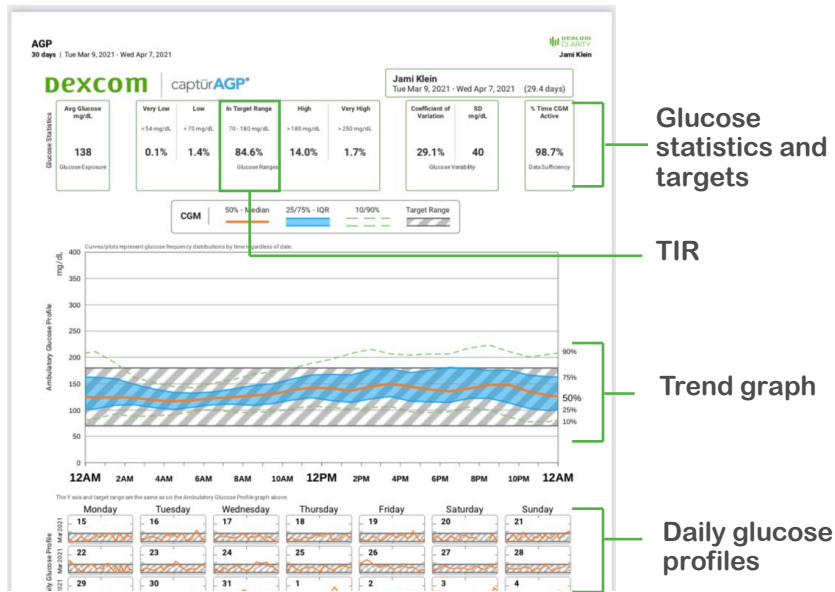 AGP
30 days | Tue Mar 9, 2021 - Wed Apr 7, 2021
DEXCOM
CLARITY
Jami Klein
Dexcom captūrAGP®
Jami Klein
Tue Mar 9, 2021 - Wed Apr 7, 2021 (29.4 days)
Glucose Statistics
Avg Glucose
mg/dL
138
Glucose Exposure
Very Low Low In Target Range High Very High
<54 mg/dL <70 mg/dL 70 - 180 mg/dL >180 mg/dL >250 mg/dL
0.1% 1.4% 84.6% 14.0% 1.7%
Glucose Ranges
Coefficient of
Variation
SD
mg/dL
29.1% 40
Glucose Variability
% Time CGM
Active
98.7%
Data Sufficiency
Glucose
statistics and
targets
CGM 50% - Median 25/75% - IQR 10/90% Target Range
TIR
Curves/plots represent glucose frequency distributions by time regardless of date.
mg/dL
Ambulatory Glucose Profile
400
350
300
250
200
150
100
50
0
90%
75%
50%
25%
10%
Trend graph
12AM 2AM 4AM 6AM 8AM 10AM 12PM 2PM 4PM 6PM 8PM 10PM 12AM
The Y axis and target range are the same as on the Ambulatory Glucose Profile graph above.
Monday Tuesday Wednesday Thursday Friday Saturday Sunday
Mar 2021
15 16 17 18 19 20 21
Mar 2021
22 23 24 25 26 27 28
29 30 31 1 2 3 4
Daily Glucose Profile
2021
Daily glucose
profiles